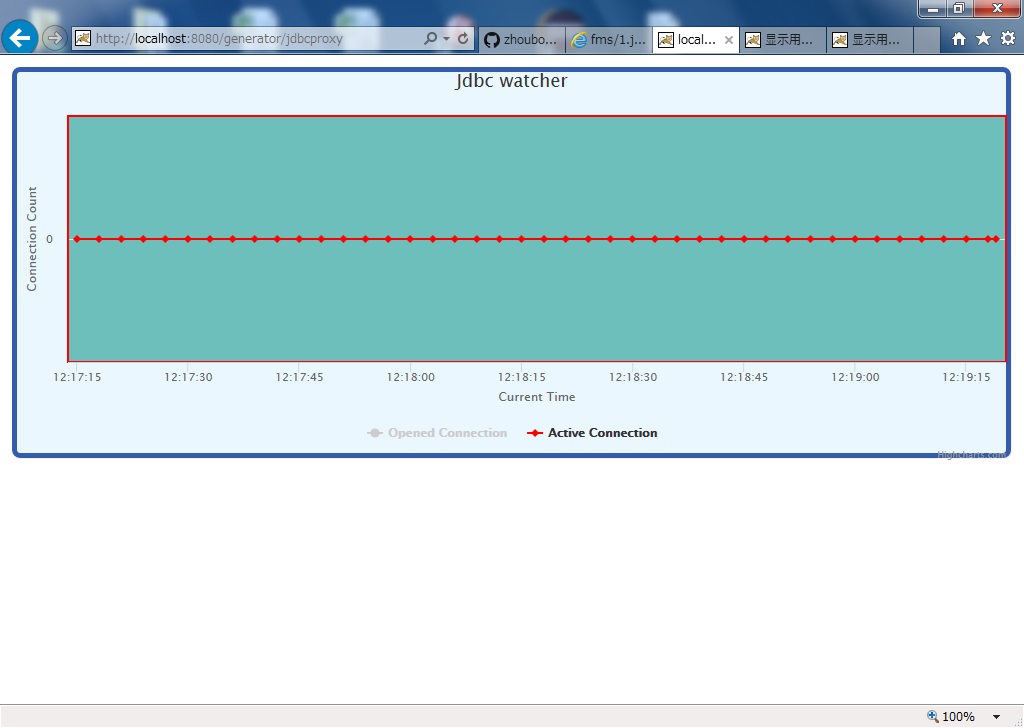 http://localhost:8080/generator/jdbcproxy
zhoubo...
fms/1.j...
local...
显示用...
显示用...
Jdbc watcher
Connection Count
0
12:17:15 12:17:30 12:17:45 12:18:00 12:18:15 12:18:30 12:18:45 12:19:00 12:19:15
Current Time
Opened Connection Active Connection
Highcharts.com
100%